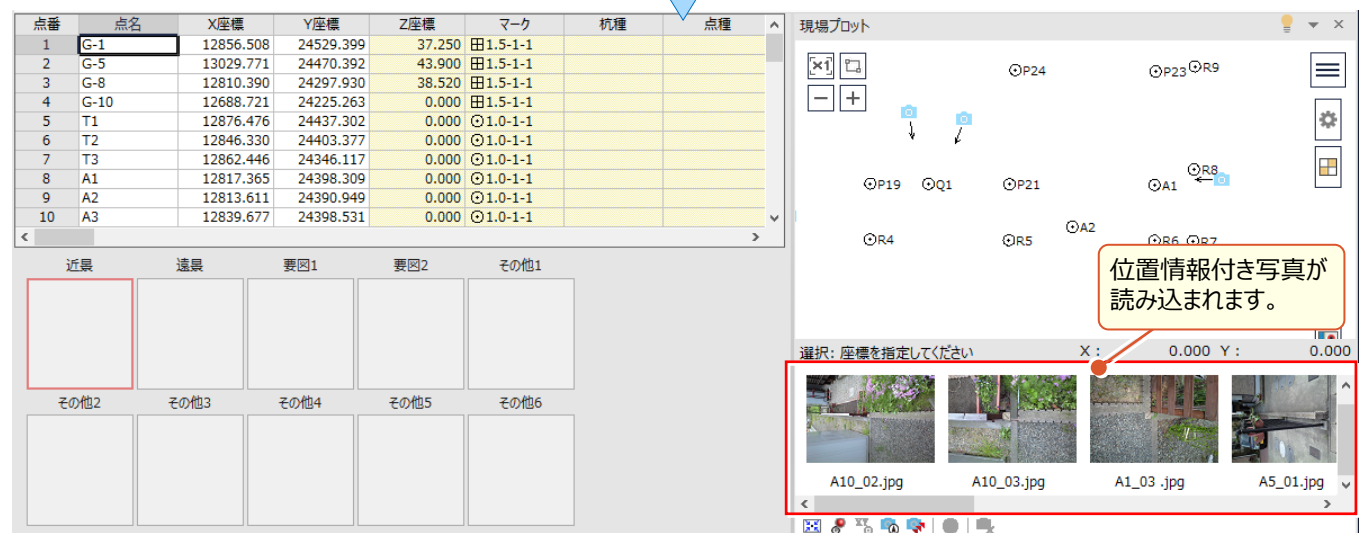 点番 点名 X座標 Y座標 Z座標 マーク 杭種 点種
1 G-1 12856.508 24529.399 37.250 田1.5-1-1
2 G-5 13029.771 24470.392 43.900 田1.5-1-1
3 G-8 12810.390 24297.930 38.520 田1.5-1-1
4 G-10 12688.721 24225.263 0.000 田1.5-1-1
5 T1 12876.476 24437.302 0.000 ⊙1.0-1-1
6 T2 12846.330 24403.377 0.000 ⊙1.0-1-1
7 T3 12862.446 24346.117 0.000 ⊙1.0-1-1
8 A1 12817.365 24398.309 0.000 ⊙1.0-1-1
9 A2 12813.611 24390.949 0.000 ⊙1.0-1-1
10 A3 12839.677 24398.531 0.000 ⊙1.0-1-1
近景 遠景 要図1 要図2 その他1
その他2 その他3 その他4 その他5 その他6
現場プロット
×1
P24 P23 R9
R8
P19 Q1 P21 A1
A2
R4 R5 R6 R7
位置情報付き写真が
読み込まれます。
選択: 座標を指定してください X : 0.000 Y : 0.000
A10_02.jpg A10_03.jpg A1_03 .jpg A5_01.jpg
XY